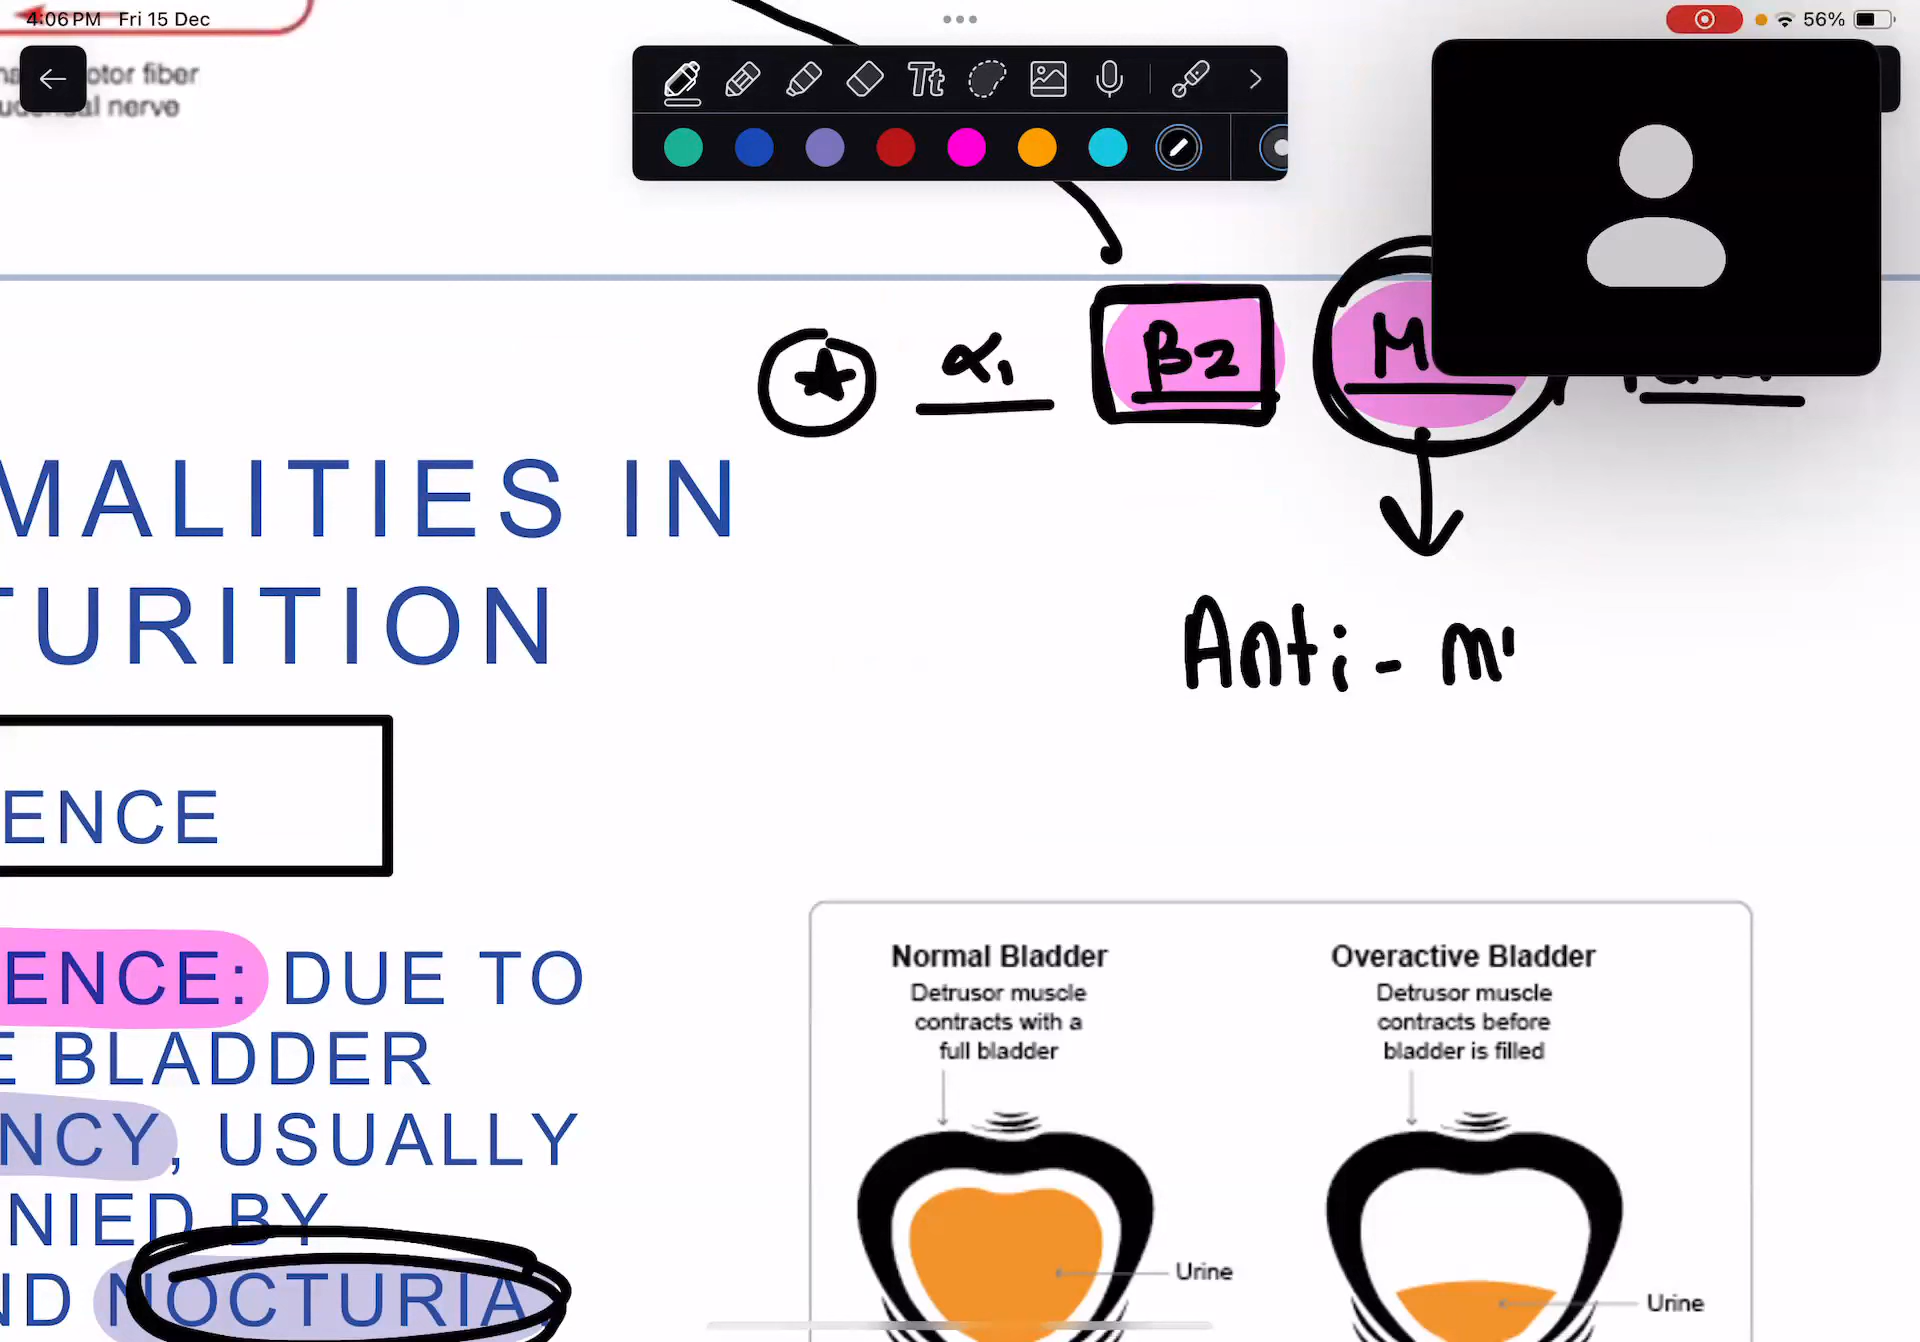 4:06 PM Fri 15 Dec
56%
otor fiber
al nerve
Tt
α1 β2 M
MALITIES IN
TURITION
Anti - m
ENCE
ENCE: DUE TO
E BLADDER
NCY, USUALLY
NIED BY
ND NOCTURIA.
Normal Bladder
Detrusor muscle
contracts with a
full bladder
Urine
Overactive Bladder
Detrusor muscle
contracts before
bladder is filled
Urine